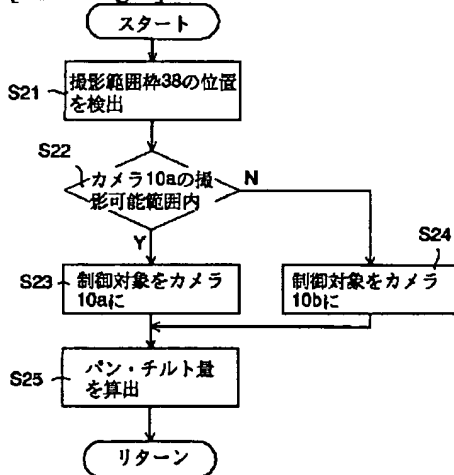 スタート
S21
撮影範囲枠38の位置
を検出
S22
カメラ10aの撮
影可能範囲内
N
Y
S23
制御対象をカメラ
10aに
S24
制御対象をカメラ
10bに
S25
パン・チルト量
を算出
リターン